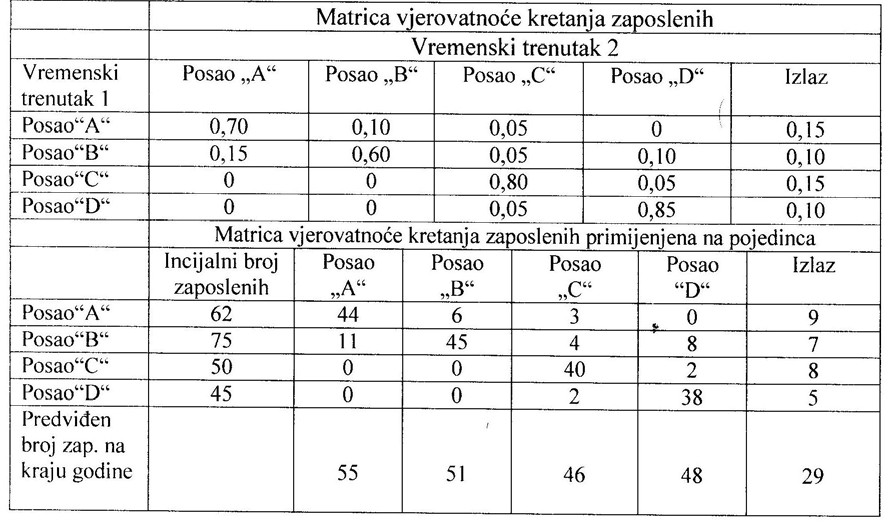 Matrica vjerovatnoće kretanja zaposlenih
Vremenski trenutak 2
Vremenski trenutak 1 Posao „A“ Posao „B“ Posao „C“ Posao „D“ Izlaz
Posao“A“ 0,70 0,10 0,05 0 0,15
Posao“B“ 0,15 0,60 0,05 0,10 0,10
Posao“C“ 0 0 0,80 0,05 0,15
Posao“D“ 0 0 0,05 0,85 0,10
Matrica vjerovatnoće kretanja zaposlenih primijenjena na pojedinca
Incijalni broj zaposlenih Posao „A“ Posao „B“ Posao „C“ Posao “D“ Izlaz
Posao“A“ 62 44 6 3 0 9
Posao“B“ 75 11 45 4 8 7
Posao“C“ 50 0 0 40 2 8
Posao“D“ 45 0 0 2 38 5
Predviđen broj zap. na kraju godine 55 51 46 48 29